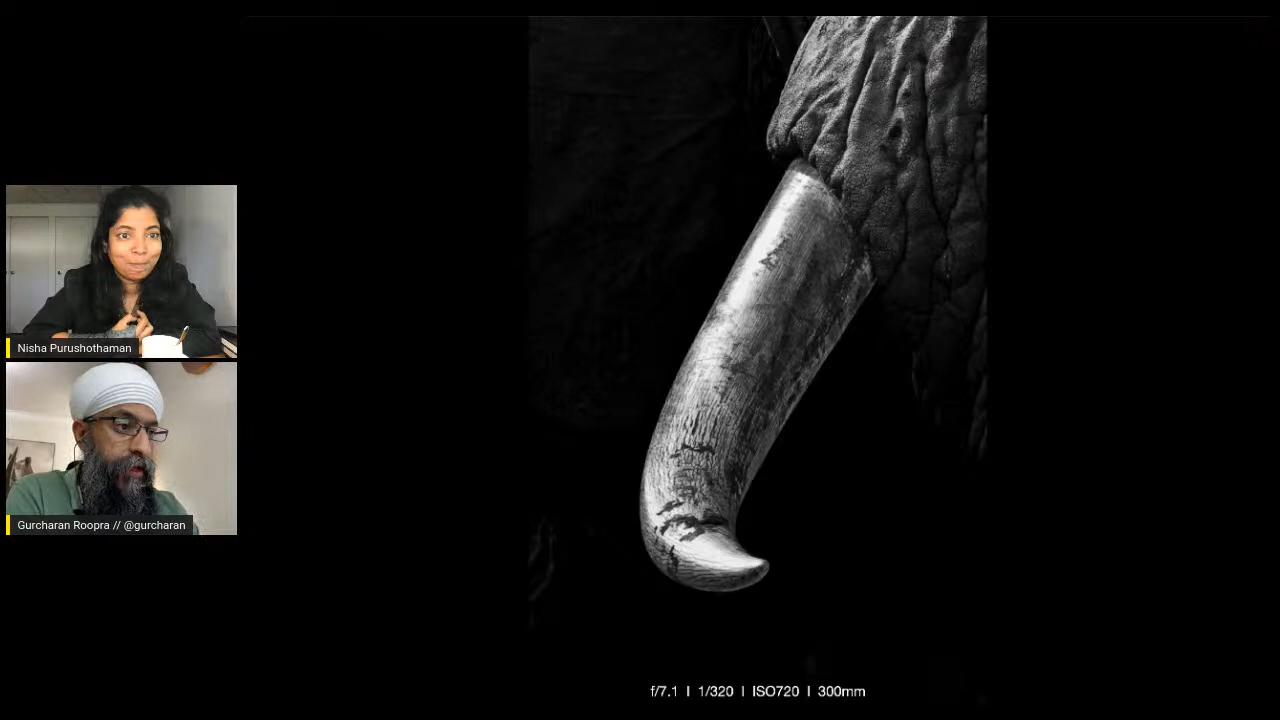 Nisha Purushothaman
Gurcharan Roopra // @gurcharan
f/7.1 | 1/320 | ISO720 | 300mm